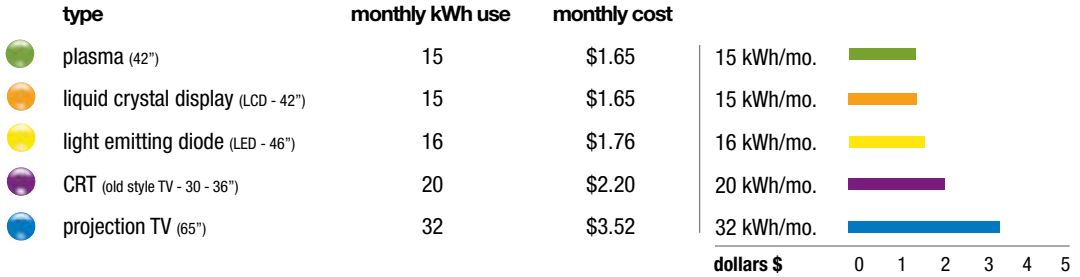 type monthly kWh use monthly cost
plasma (42”) 15 $1.65 15 kWh/mo.
liquid crystal display (LCD - 42”) 15 $1.65 15 kWh/mo.
light emitting diode (LED - 46”) 16 $1.76 16 kWh/mo.
CRT (old style TV - 30 - 36”) 20 $2.20 20 kWh/mo.
projection TV (65”) 32 $3.52 32 kWh/mo.
dollars $ 0 1 2 3 4 5